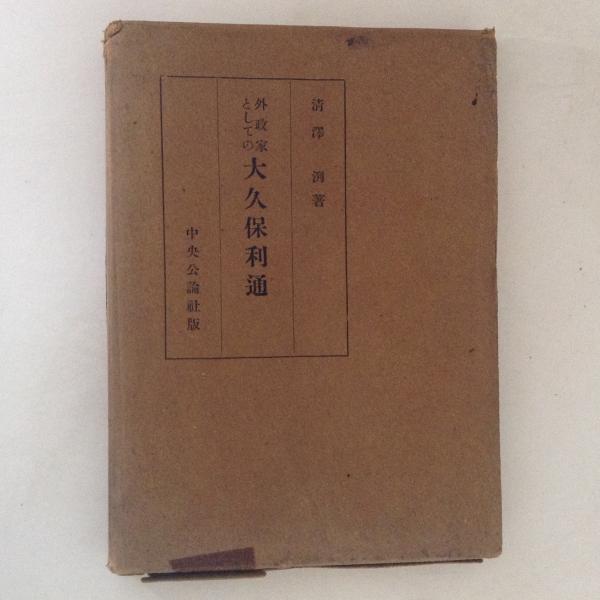 清澤洌著
外政家としての大久保利通
中央公論社版